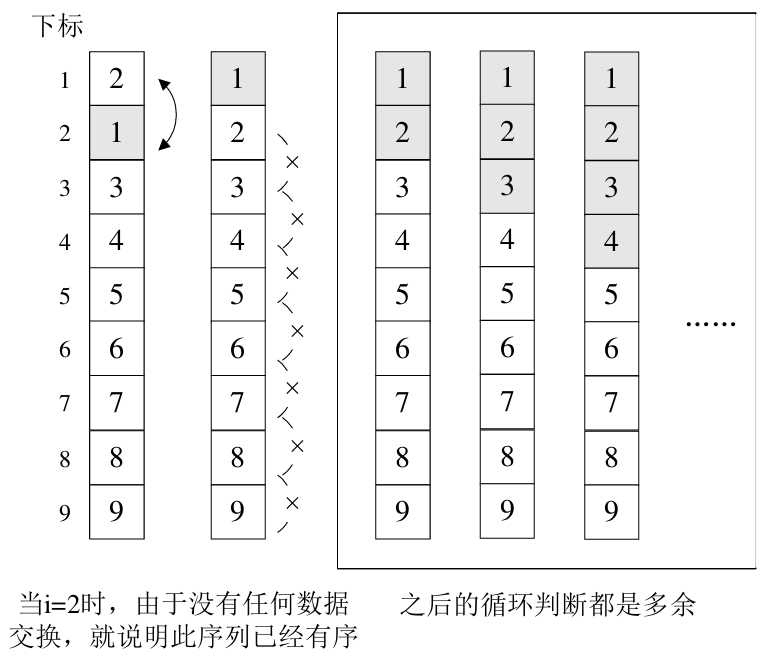 下标
1 2 1 1 1 1
2 1 2 2 2 2
3 3 3 3 3 3
4 4 4 4 4 4
5 5 5 5 5 5
……
6 6 6 6 6 6
7 7 7 7 7 7
8 8 8 8 8 8
9 9 9 9 9 9
当i=2时，由于没有任何数据
交换，就说明此序列已经有序
之后的循环判断都是多余